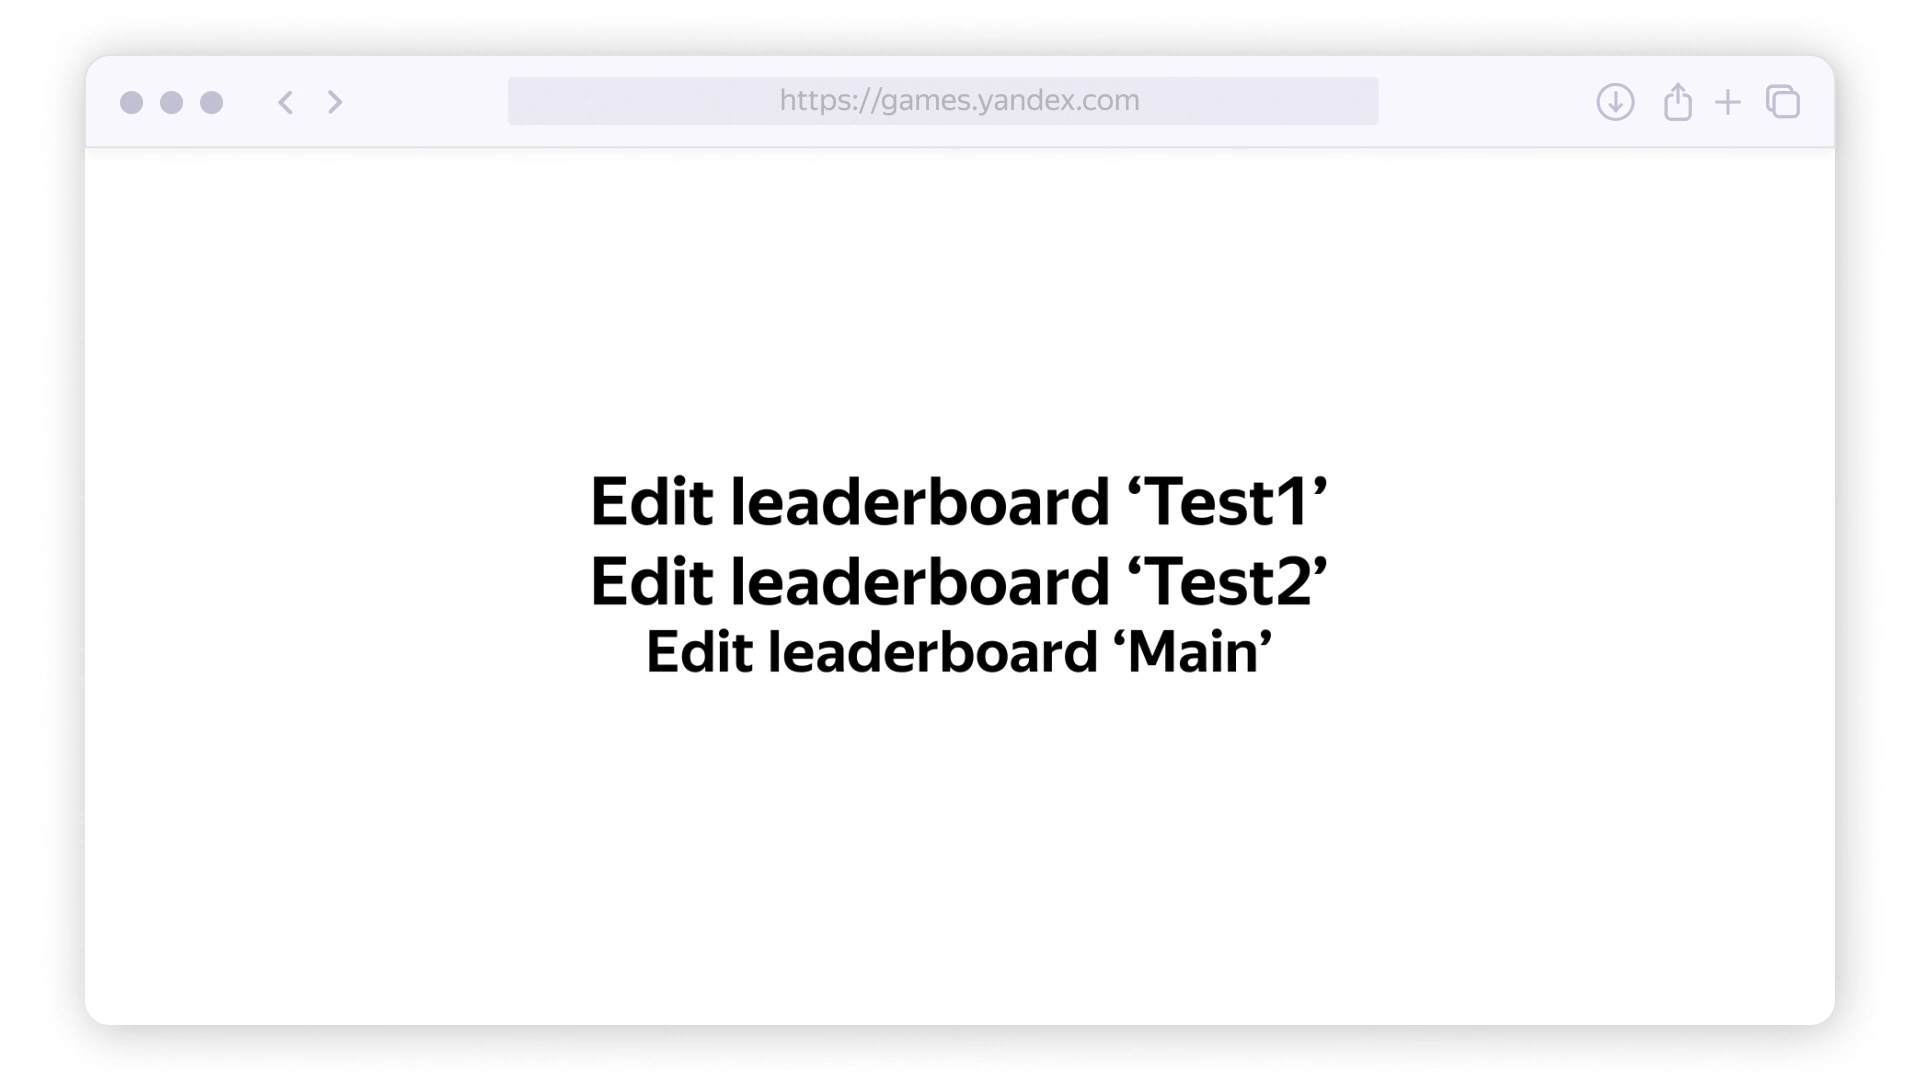 https://games.yandex.com
Edit leaderboard ‘Test1’
Edit leaderboard ‘Test2’
Edit leaderboard ‘Main’